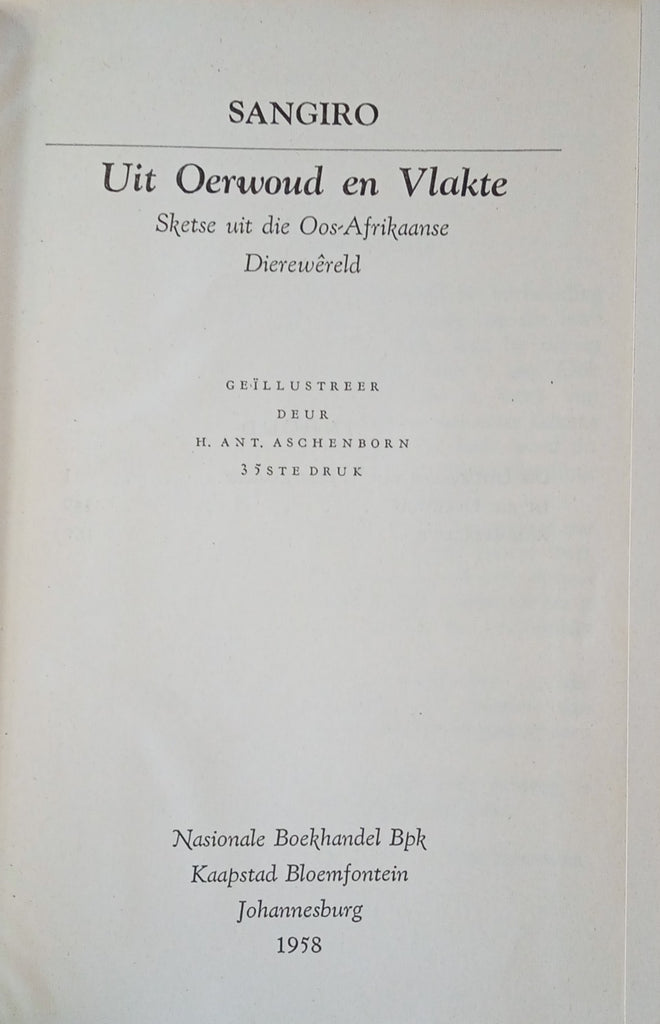 SANGIRO
Uit Oerwoud en Vlakte
Sketse uit die Oos-Afrikaanse
Dierewêreld
GEÏLLUSTREER
DEUR
H. ANT. ASCHENBORN
35STE DRUK
Nasionale Boekhandel Bpk
Kaapstad Bloemfontein
Johannesburg
1958